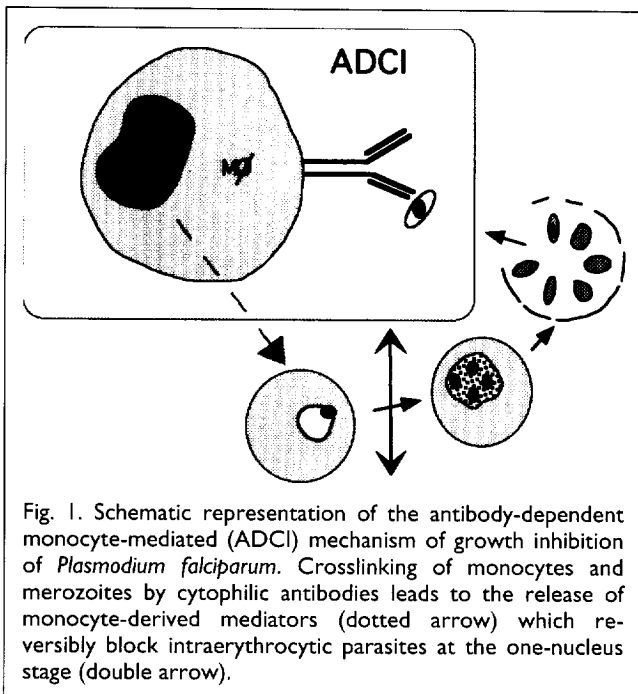 ADCI
MØ
Fig. 1. Schematic representation of the antibody-dependent
monocyte-mediated (ADCI) mechanism of growth inhibition
of Plasmodium falciparum. Crosslinking of monocytes and
merozoites by cytophilic antibodies leads to the release of
monocyte-derived mediators (dotted arrow) which re-
versibly block intraerythrocytic parasites at the one-nucleus
stage (double arrow).